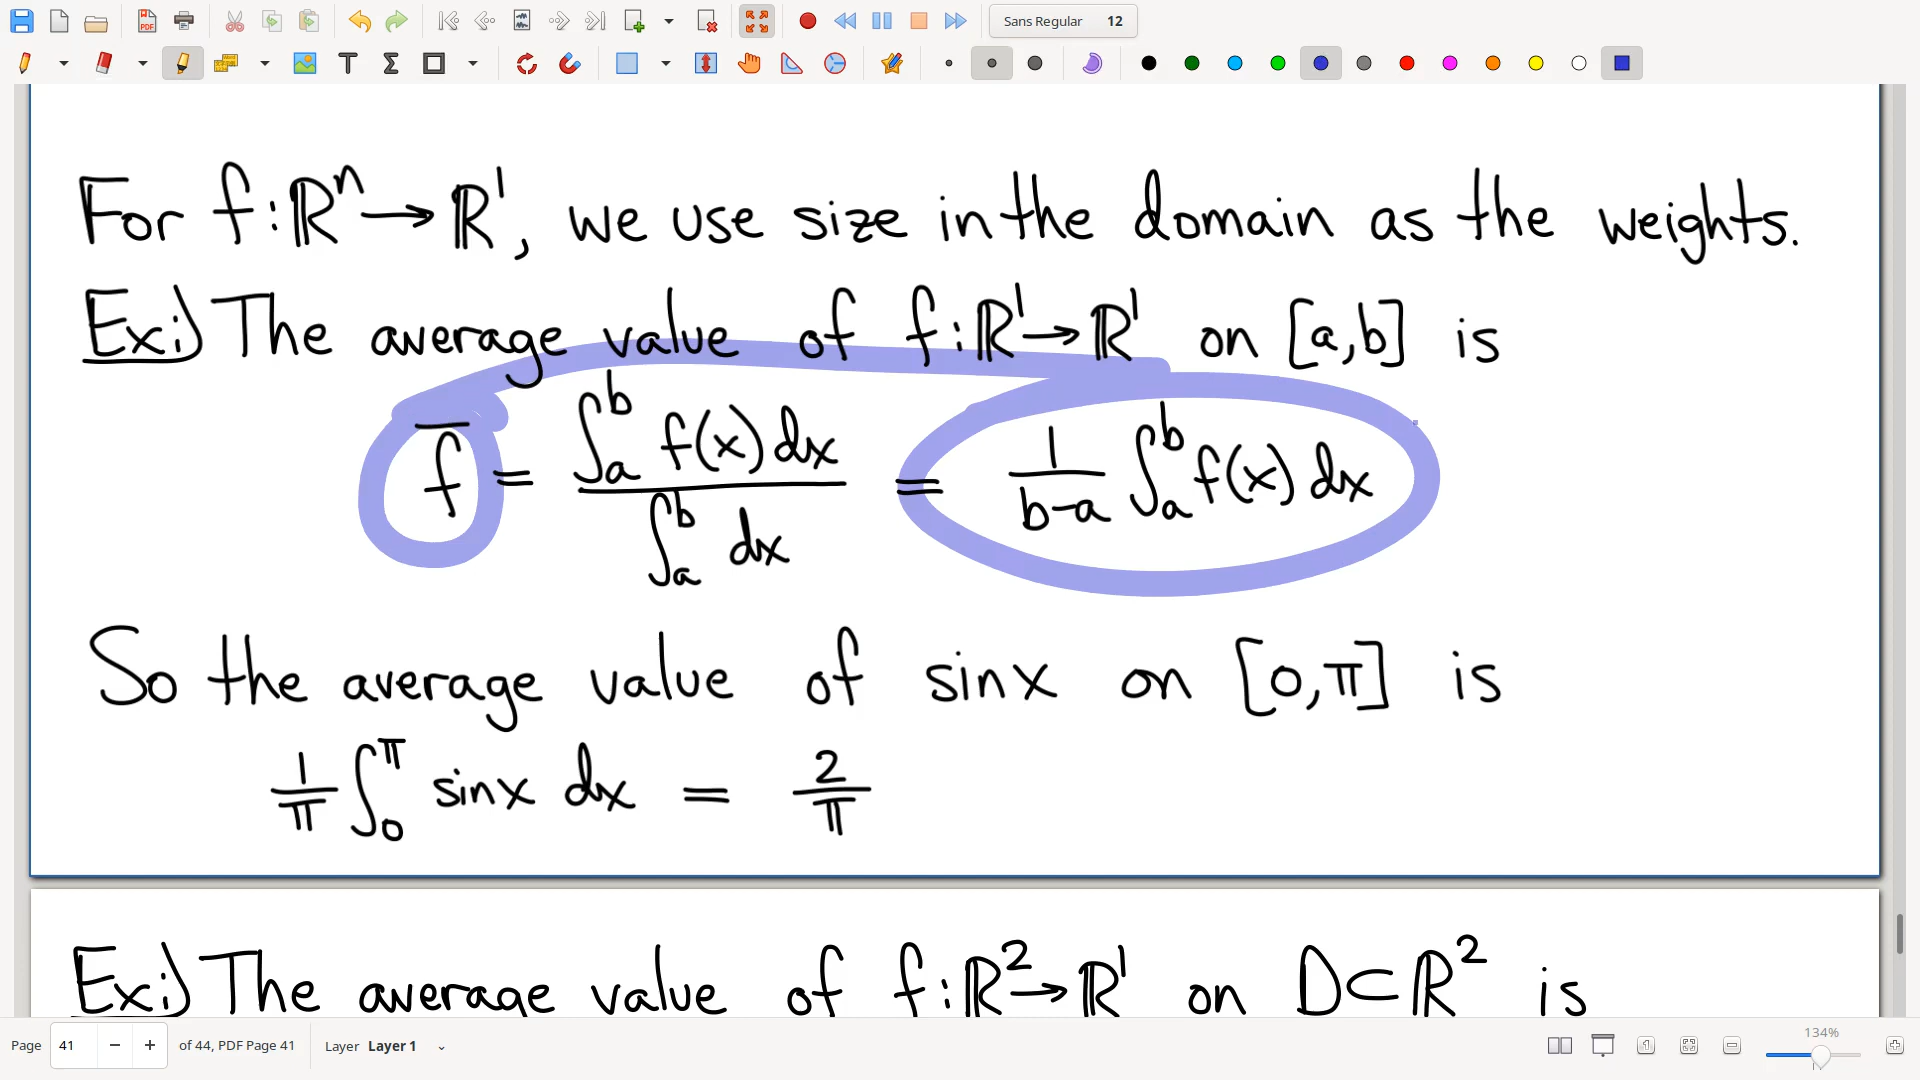 Sans Regular 12
For f:ℝⁿ→ℝ¹, we use size in the domain as the weights.
Ex:) The average value of f:ℝ¹→ℝ¹ on [a,b] is
f̄ = ∫ₐᵇ f(x) dx / ∫ₐᵇ dx = 1/(b-a) ∫ₐᵇ f(x) dx
So the average value of sinx on [0,π] is
1/π ∫₀^π sinx dx = 2/π
Ex:) The average value of f:ℝ²→ℝ¹ on D⊂ℝ² is
Page 41 − + of 44, PDF Page 41 Layer Layer 1 134%